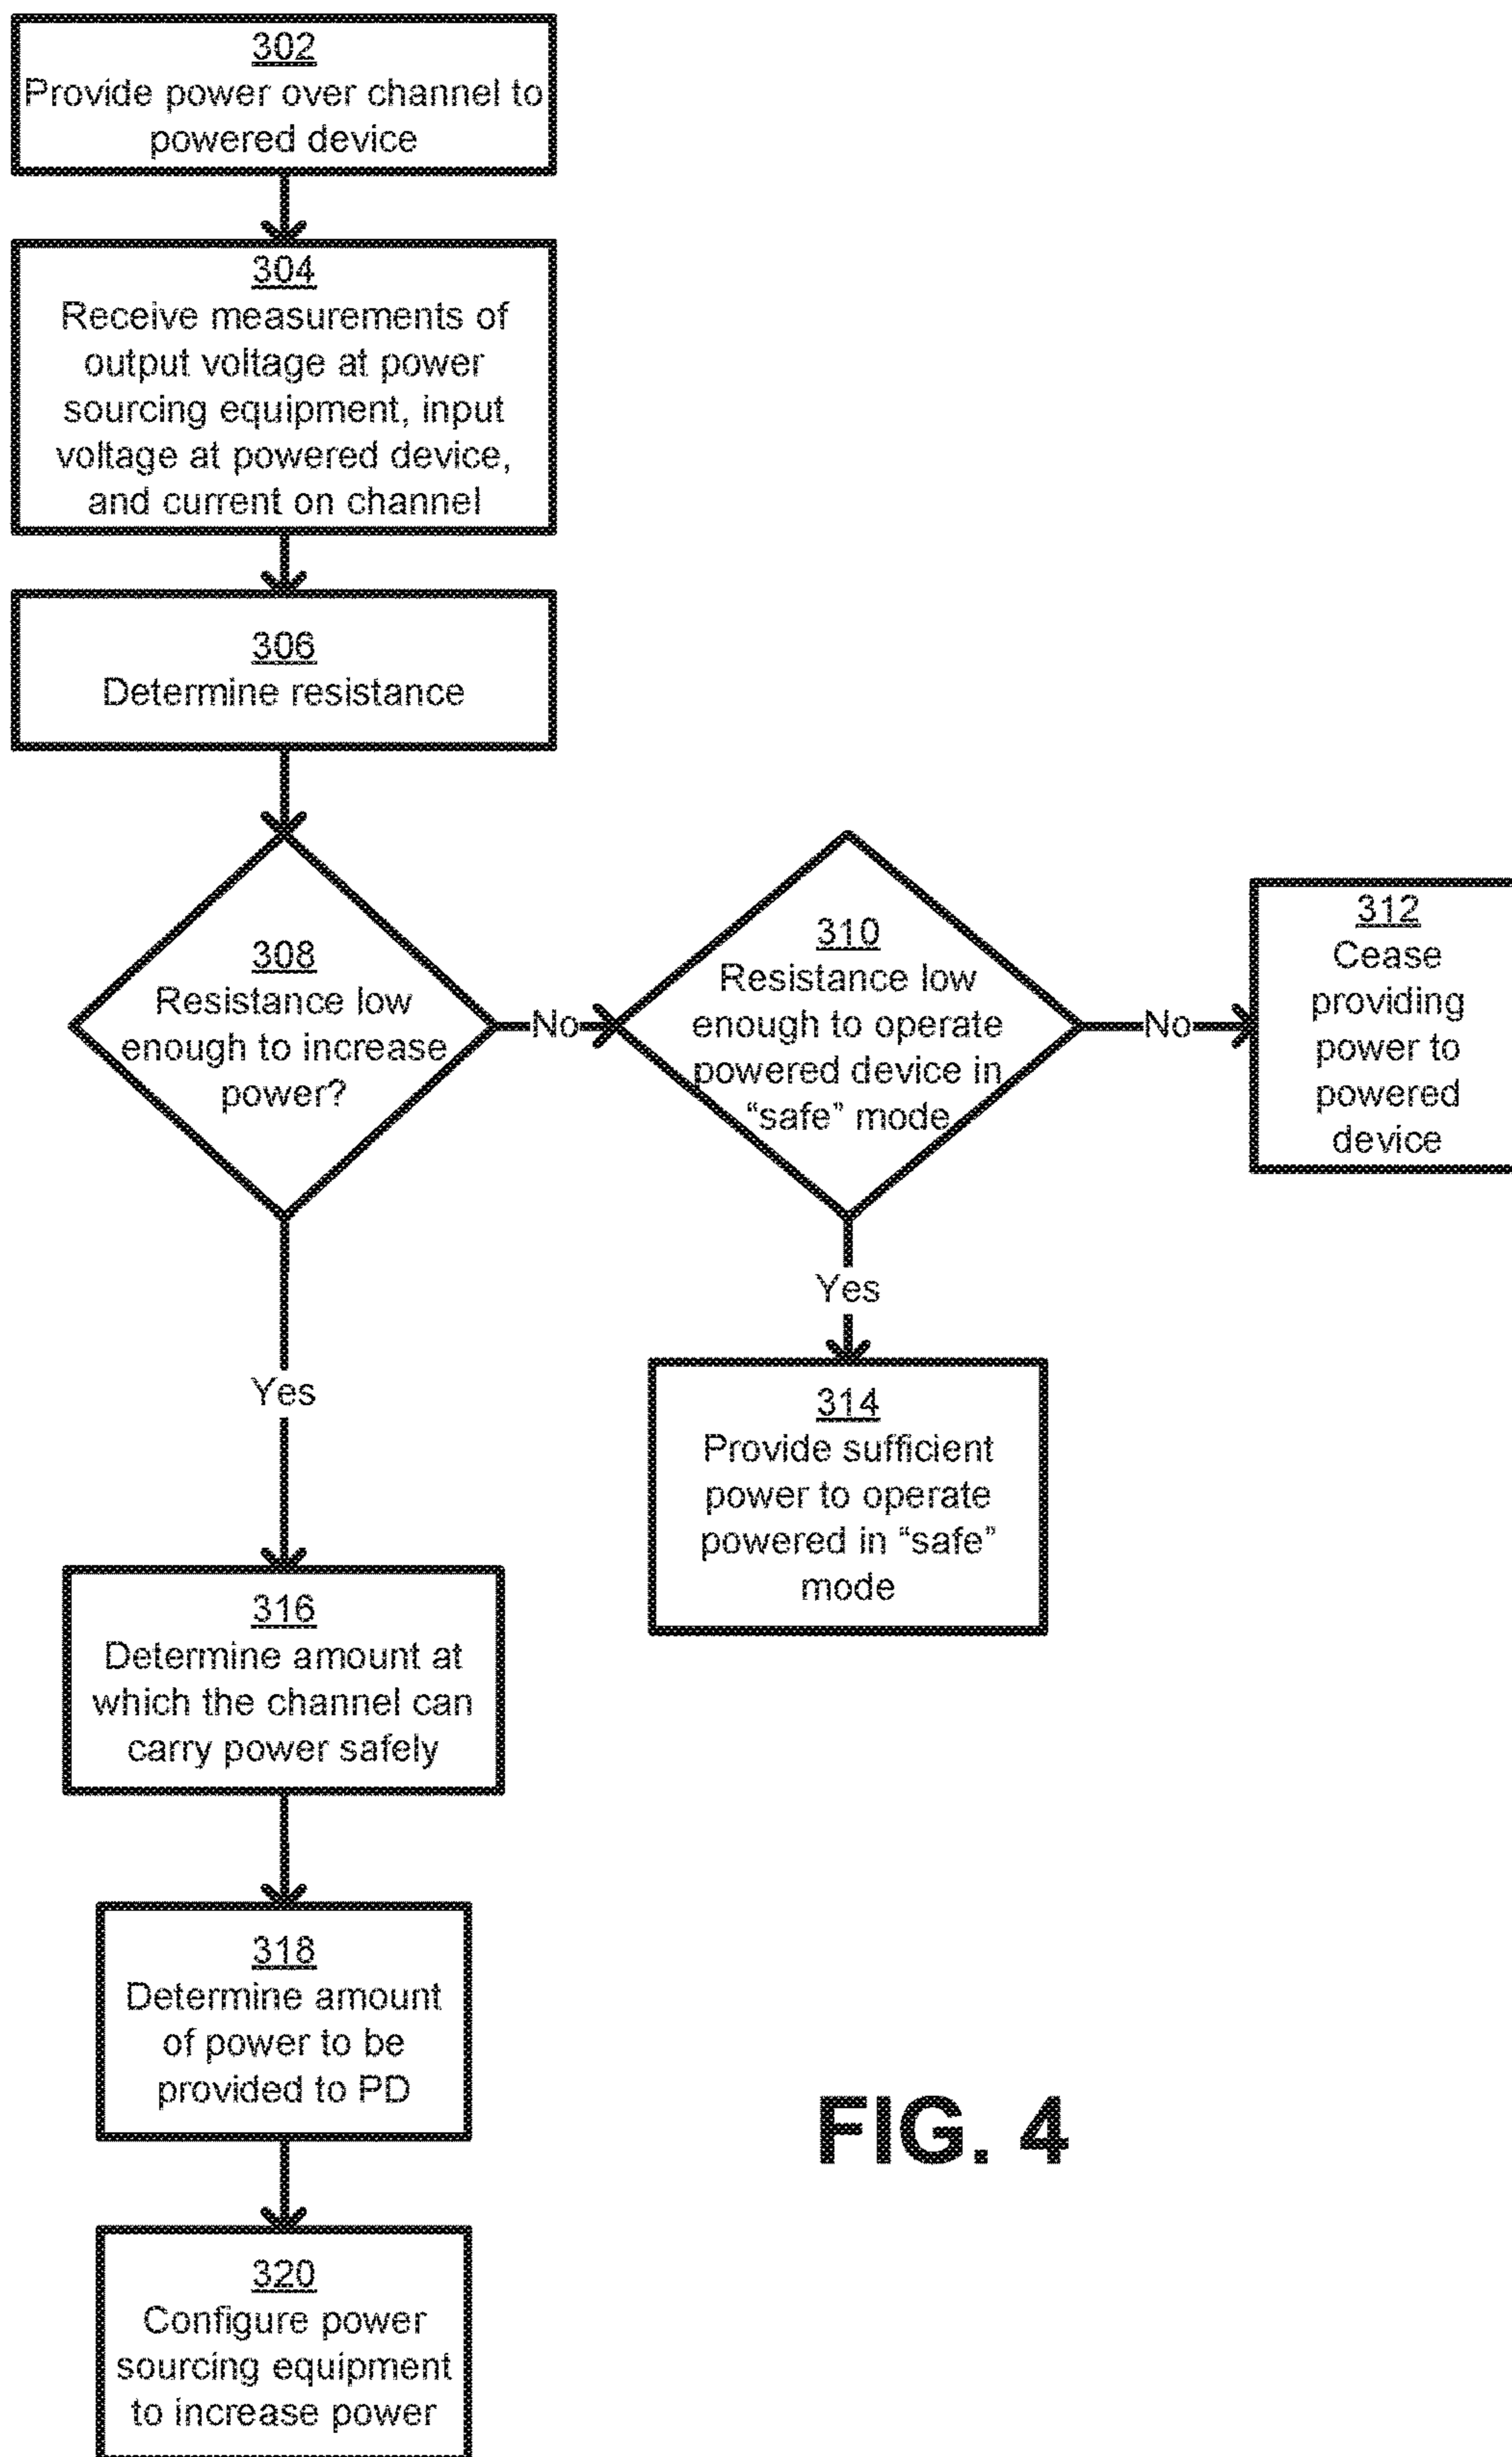 302
Provide power over channel to
powered device
304
Receive measurements of
output voltage at power
sourcing equipment, input
voltage at powered device,
and current on channel
306
Determine resistance
308
Resistance low
enough to increase
power?
No
310
Resistance low
enough to operate
powered device in
“safe” mode
No
312
Cease
providing
power to
powered
device
Yes
314
Provide sufficient
power to operate
powered in “safe”
mode
Yes
316
Determine amount at
which the channel can
carry power safely
318
Determine amount
of power to be
provided to PD
320
Configure power
sourcing equipment
to increase power
FIG. 4